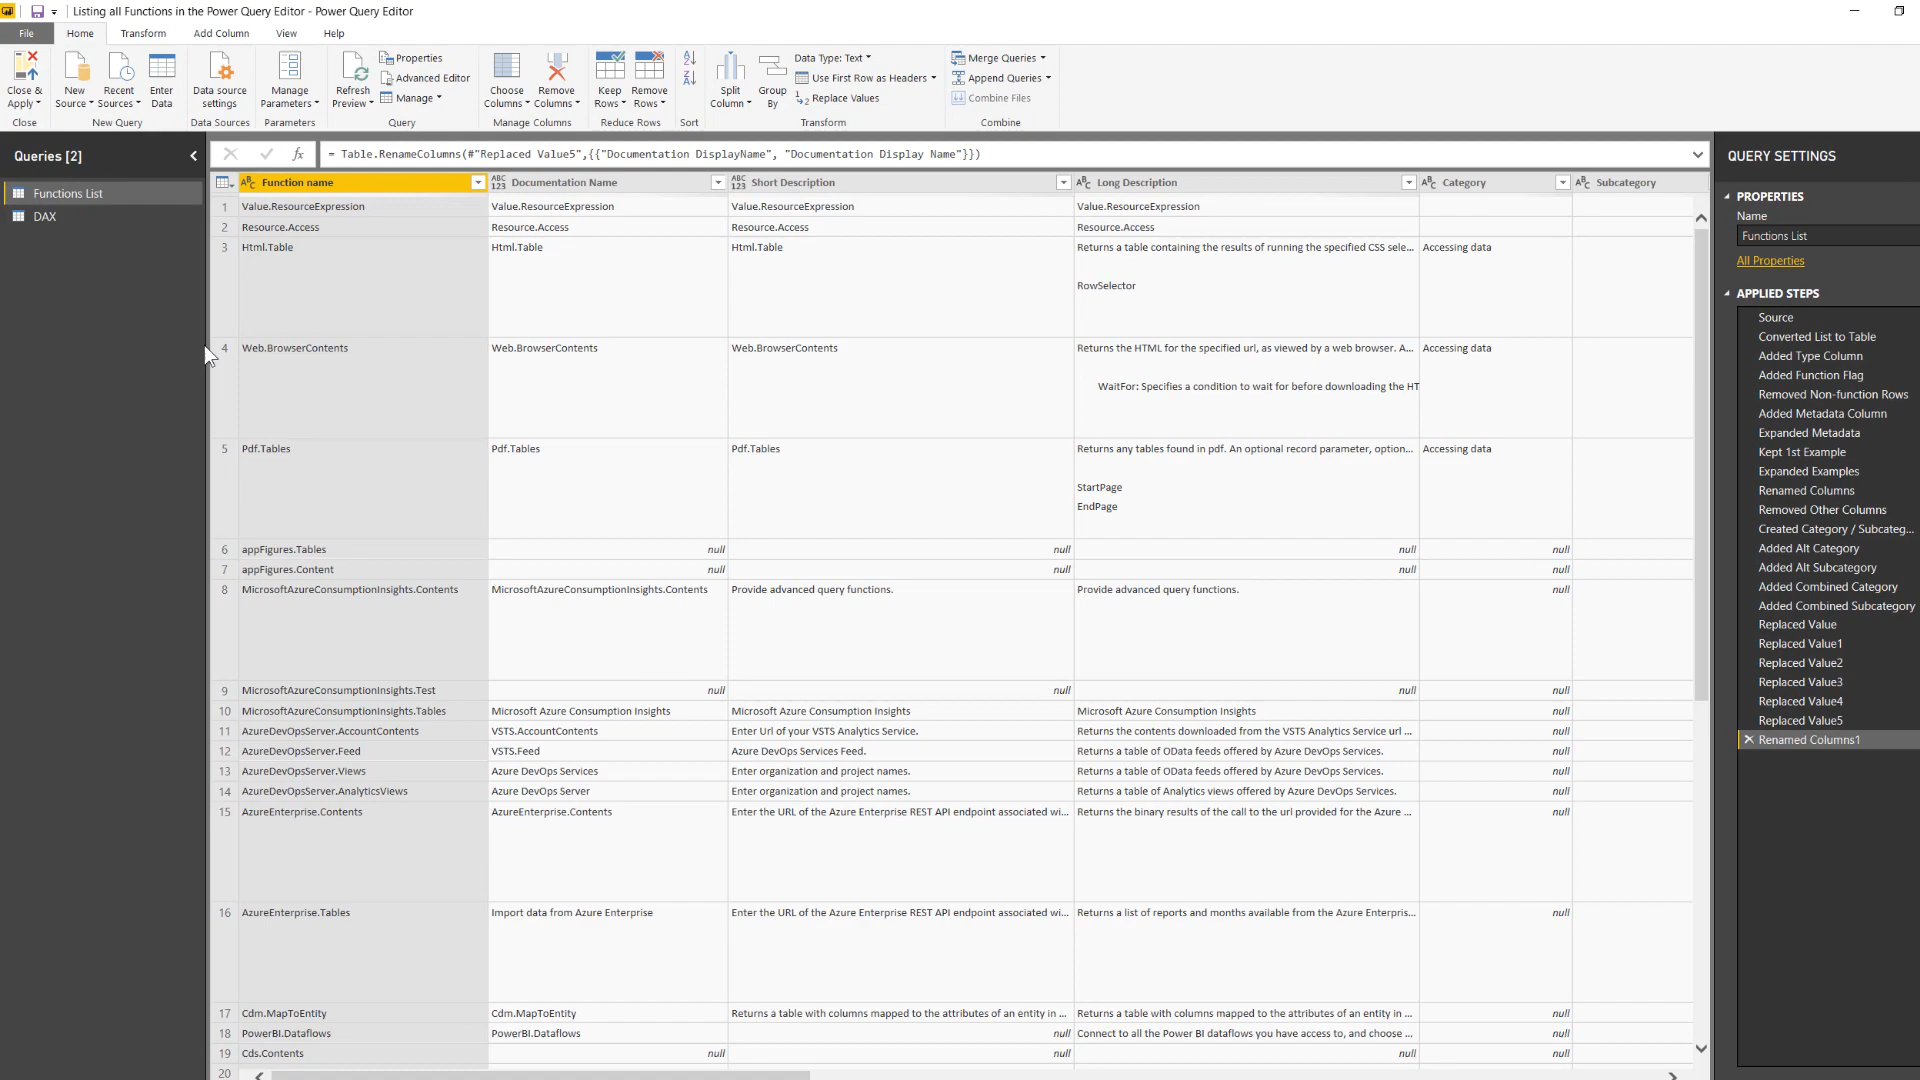 Listing all Functions in the Power Query Editor - Power Query Editor
File Home Transform Add Column View Help
Close & Apply
New Source
Recent Sources
Enter Data
Data source settings
Manage Parameters
Refresh Preview
Properties
Advanced Editor
Manage
Choose Columns
Remove Columns
Keep Rows
Remove Rows
Split Column
Group By
Data Type: Text
Use First Row as Headers
Replace Values
Merge Queries
Append Queries
Combine Files
Close New Query Data Sources Parameters Query Manage Columns Reduce Rows Sort Transform Combine
Queries [2]
Functions List
DAX
fx = Table.RenameColumns(#"Replaced Value5",{{"Documentation DisplayName", "Documentation Display Name"}})
ABC Function name ABC 123 Documentation Name ABC 123 Short Description ABC Long Description ABC Category ABC Subcategory
1 Value.ResourceExpression Value.ResourceExpression Value.ResourceExpression Value.ResourceExpression
2 Resource.Access Resource.Access Resource.Access Resource.Access
3 Html.Table Html.Table Html.Table Returns a table containing the results of running the specified CSS sele... Accessing data
RowSelector
4 Web.BrowserContents Web.BrowserContents Web.BrowserContents Returns the HTML for the specified url, as viewed by a web browser. A... Accessing data
WaitFor: Specifies a condition to wait for before downloading the HT
5 Pdf.Tables Pdf.Tables Pdf.Tables Returns any tables found in pdf. An optional record parameter, option... Accessing data
StartPage
EndPage
6 appFigures.Tables null null null null
7 appFigures.Content null null null null
8 MicrosoftAzureConsumptionInsights.Contents MicrosoftAzureConsumptionInsights.Contents Provide advanced query functions. Provide advanced query functions. null
9 MicrosoftAzureConsumptionInsights.Test null null null null
10 MicrosoftAzureConsumptionInsights.Tables Microsoft Azure Consumption Insights Microsoft Azure Consumption Insights Microsoft Azure Consumption Insights null
11 AzureDevOpsServer.AccountContents VSTS.AccountContents Enter Url of your VSTS Analytics Service. Returns the contents downloaded from the VSTS Analytics Service url ... null
12 AzureDevOpsServer.Feed VSTS.Feed Azure DevOps Services Feed. Returns a table of OData feeds offered by Azure DevOps Services. null
13 AzureDevOpsServer.Views Azure DevOps Services Enter organization and project names. Returns a table of OData feeds offered by Azure DevOps Services. null
14 AzureDevOpsServer.AnalyticsViews Azure DevOps Server Enter organization and project names. Returns a table of Analytics views offered by Azure DevOps Services. null
15 AzureEnterprise.Contents AzureEnterprise.Contents Enter the URL of the Azure Enterprise REST API endpoint associated wi... Returns the binary results of the call to the url provided for the Azure ... null
16 AzureEnterprise.Tables Import data from Azure Enterprise Enter the URL of the Azure Enterprise REST API endpoint associated wi... Returns a list of reports and months available from the Azure Enterpris... null
17 Cdm.MapToEntity Cdm.MapToEntity Returns a table with columns mapped to the attributes of an entity in ... Returns a table with columns mapped to the attributes of an entity in ... null
18 PowerBI.Dataflows PowerBI.Dataflows null Connect to all the Power BI dataflows you have access to, and choose ... null
19 Cds.Contents null null null null
20
QUERY SETTINGS
PROPERTIES
Name
Functions List
All Properties
APPLIED STEPS
Source
Converted List to Table
Added Type Column
Added Function Flag
Removed Non-function Rows
Added Metadata Column
Expanded Metadata
Kept 1st Example
Expanded Examples
Renamed Columns
Removed Other Columns
Created Category / Subcateg...
Added Alt Category
Added Alt Subcategory
Added Combined Category
Added Combined Subcategory
Replaced Value
Replaced Value1
Replaced Value2
Replaced Value3
Replaced Value4
Replaced Value5
Renamed Columns1